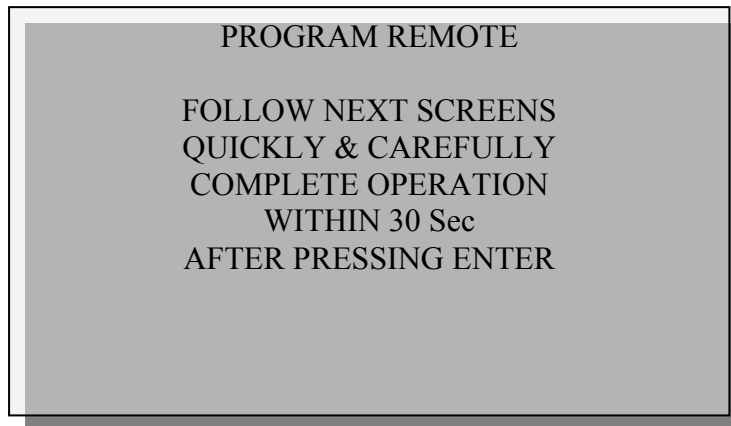 PROGRAM REMOTE
FOLLOW NEXT SCREENS
QUICKLY & CAREFULLY
COMPLETE OPERATION
WITHIN 30 Sec
AFTER PRESSING ENTER